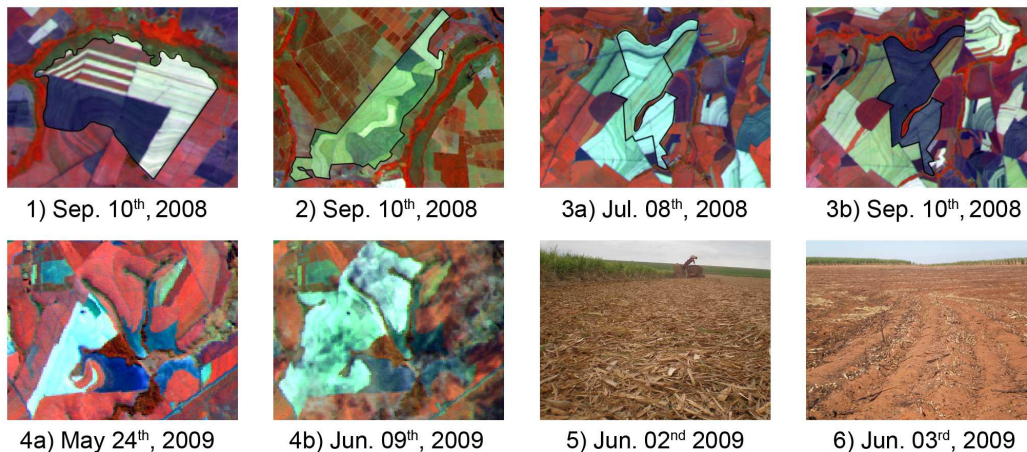 1) Sep. 10th, 2008
2) Sep. 10th, 2008
3a) Jul. 08th, 2008
3b) Sep. 10th, 2008
4a) May 24th, 2009
4b) Jun. 09th, 2009
5) Jun. 02nd 2009
6) Jun. 03rd, 2009